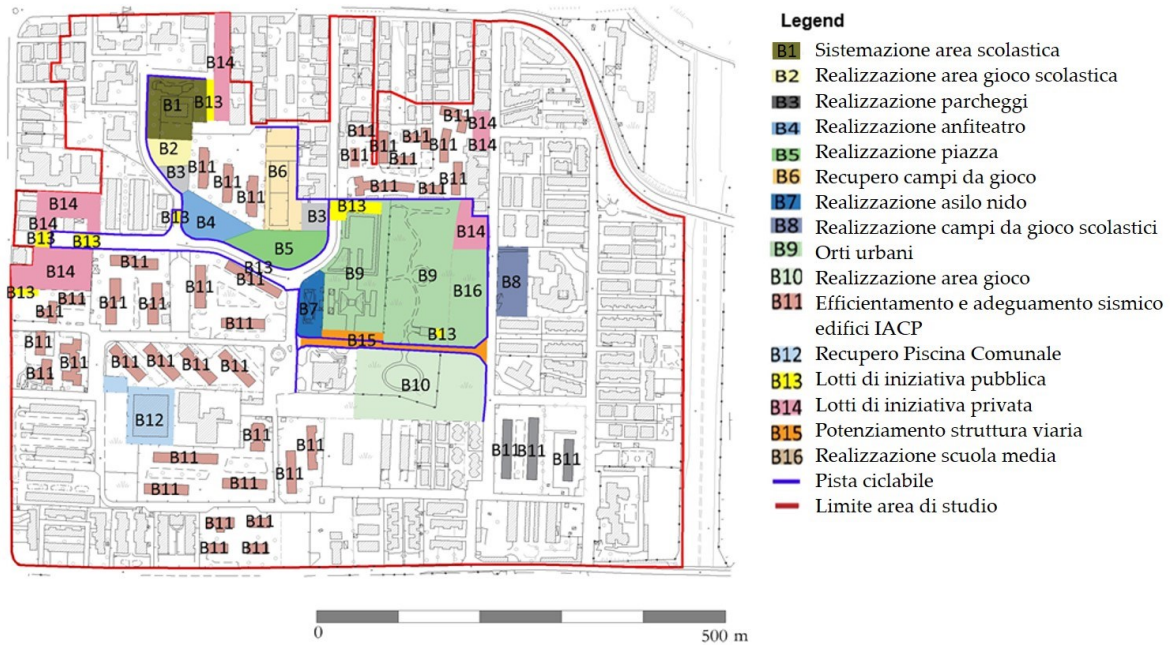 Legend
B1 Sistemazione area scolastica
B2 Realizzazione area gioco scolastica
B3 Realizzazione parcheggi
B4 Realizzazione anfiteatro
B5 Realizzazione piazza
B6 Recupero campi da gioco
B7 Realizzazione asilo nido
B8 Realizzazione campi da gioco scolastici
B9 Orti urbani
B10 Realizzazione area gioco
B11 Efficientamento e adeguamento sismico
edifici IACP
B12 Recupero Piscina Comunale
B13 Lotti di iniziativa pubblica
B14 Lotti di iniziativa privata
B15 Potenziamento struttura viaria
B16 Realizzazione scuola media
Pista ciclabile
Limite area di studio
B14
B1 B13
B11 B11 B14
B11 B11 B14
B2 B11 B11 B11
B3 B11 B11 B6 B11 B11 B11
B14 B11
B14 B13 B4 B3 B13
B13 B13 B5 B14
B14 B11 B13 B9 B9 B8
B11 B11
B13 B11 B11 B11 B7 B16
B11 B11 B13
B11 B15
B11 B11 B11 B11 B11 B11
B10
B12 B11 B11 B11 B11 B11
B11 B11
B11 B11
B11 B11
B11 B11
0 500 m